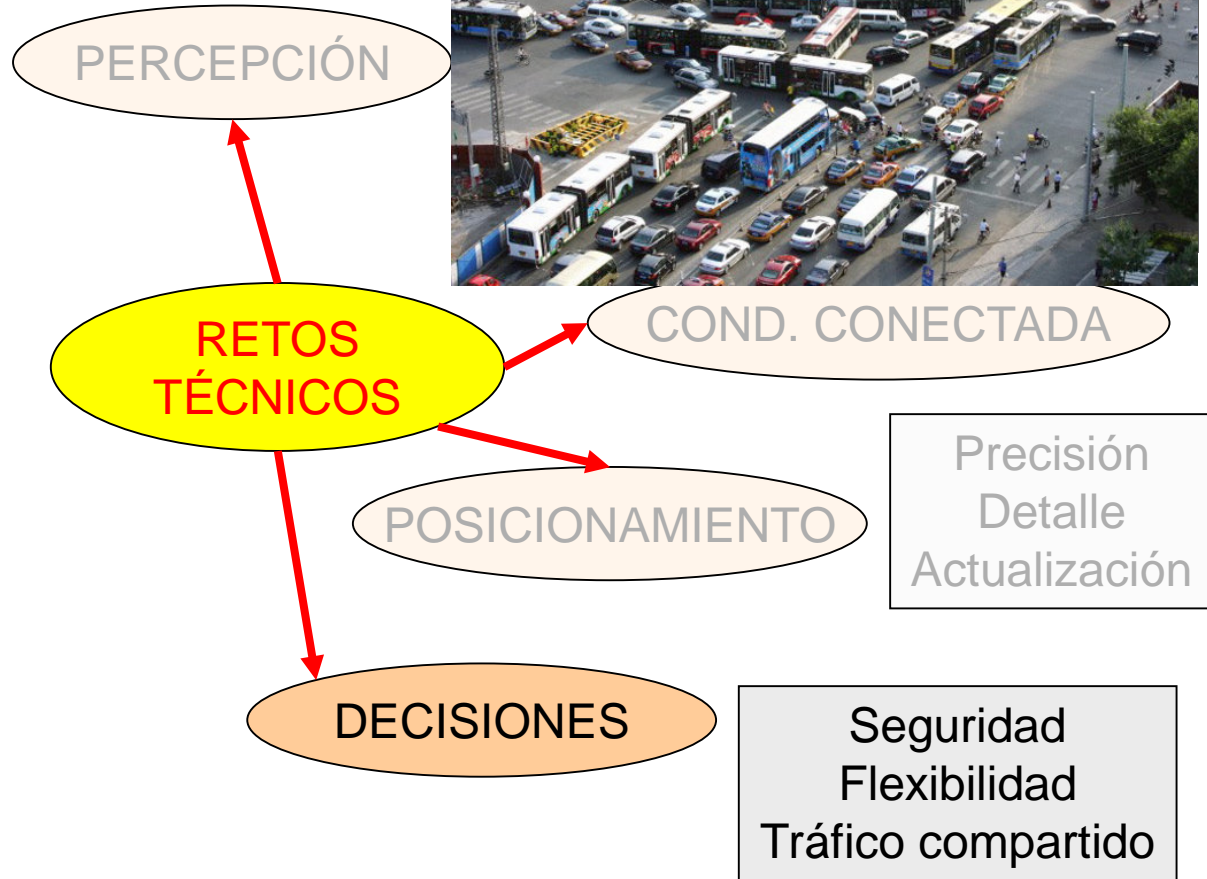 PERCEPCIÓN
RETOS
TÉCNICOS
COND. CONECTADA
POSICIONAMIENTO
Precisión
Detalle
Actualización
DECISIONES
Seguridad
Flexibilidad
Tráfico compartido